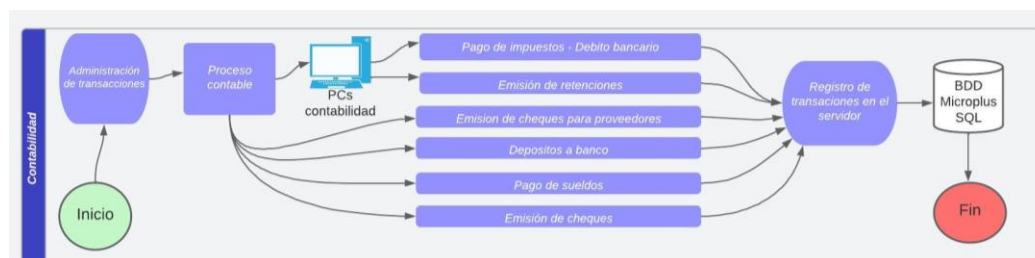 Contabilidad
Inicio
Administración
de transacciones
Proceso
contable
PCs
contabilidad
Pago de impuestos - Debito bancario
Emisión de retenciones
Emision de cheques para proveedores
Depositos a banco
Pago de sueldos
Emisión de cheques
Registro de
transaciones en el
servidor
BDD
Microplus
SQL
Fin